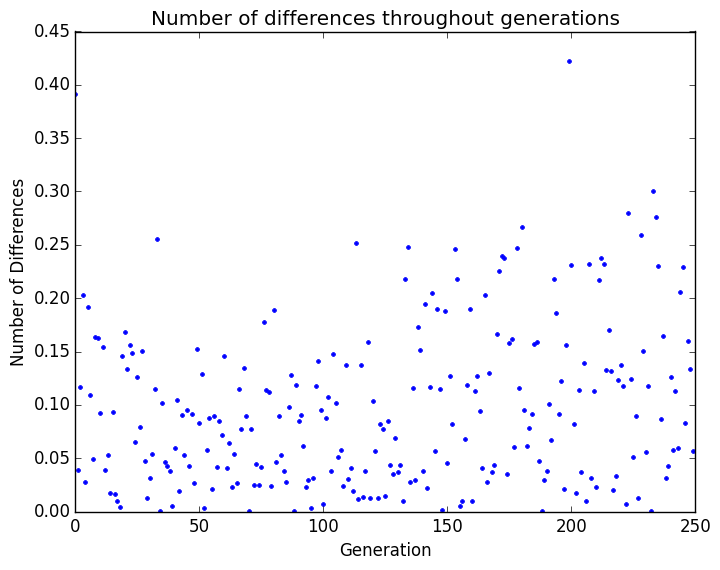 Number of differences throughout generations
0.45
0.40
0.35
0.30
0.25
0.20
0.15
0.10
0.05
0.00
Number of Differences
0 50 100 150 200 250
Generation